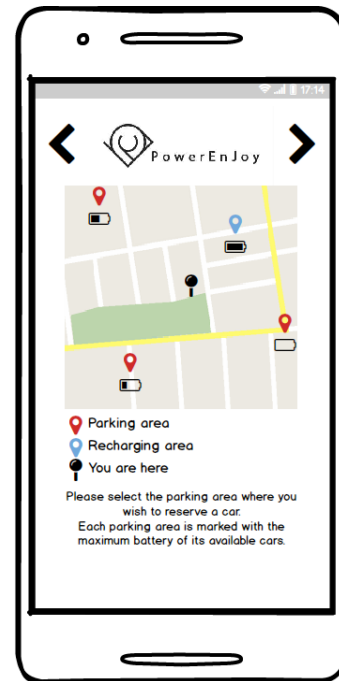 17:14
PowerEnJoy
Parking area
Recharging area
You are here
Please select the parking area where you
wish to reserve a car.
Each parking area is marked with the
maximum battery of its available cars.